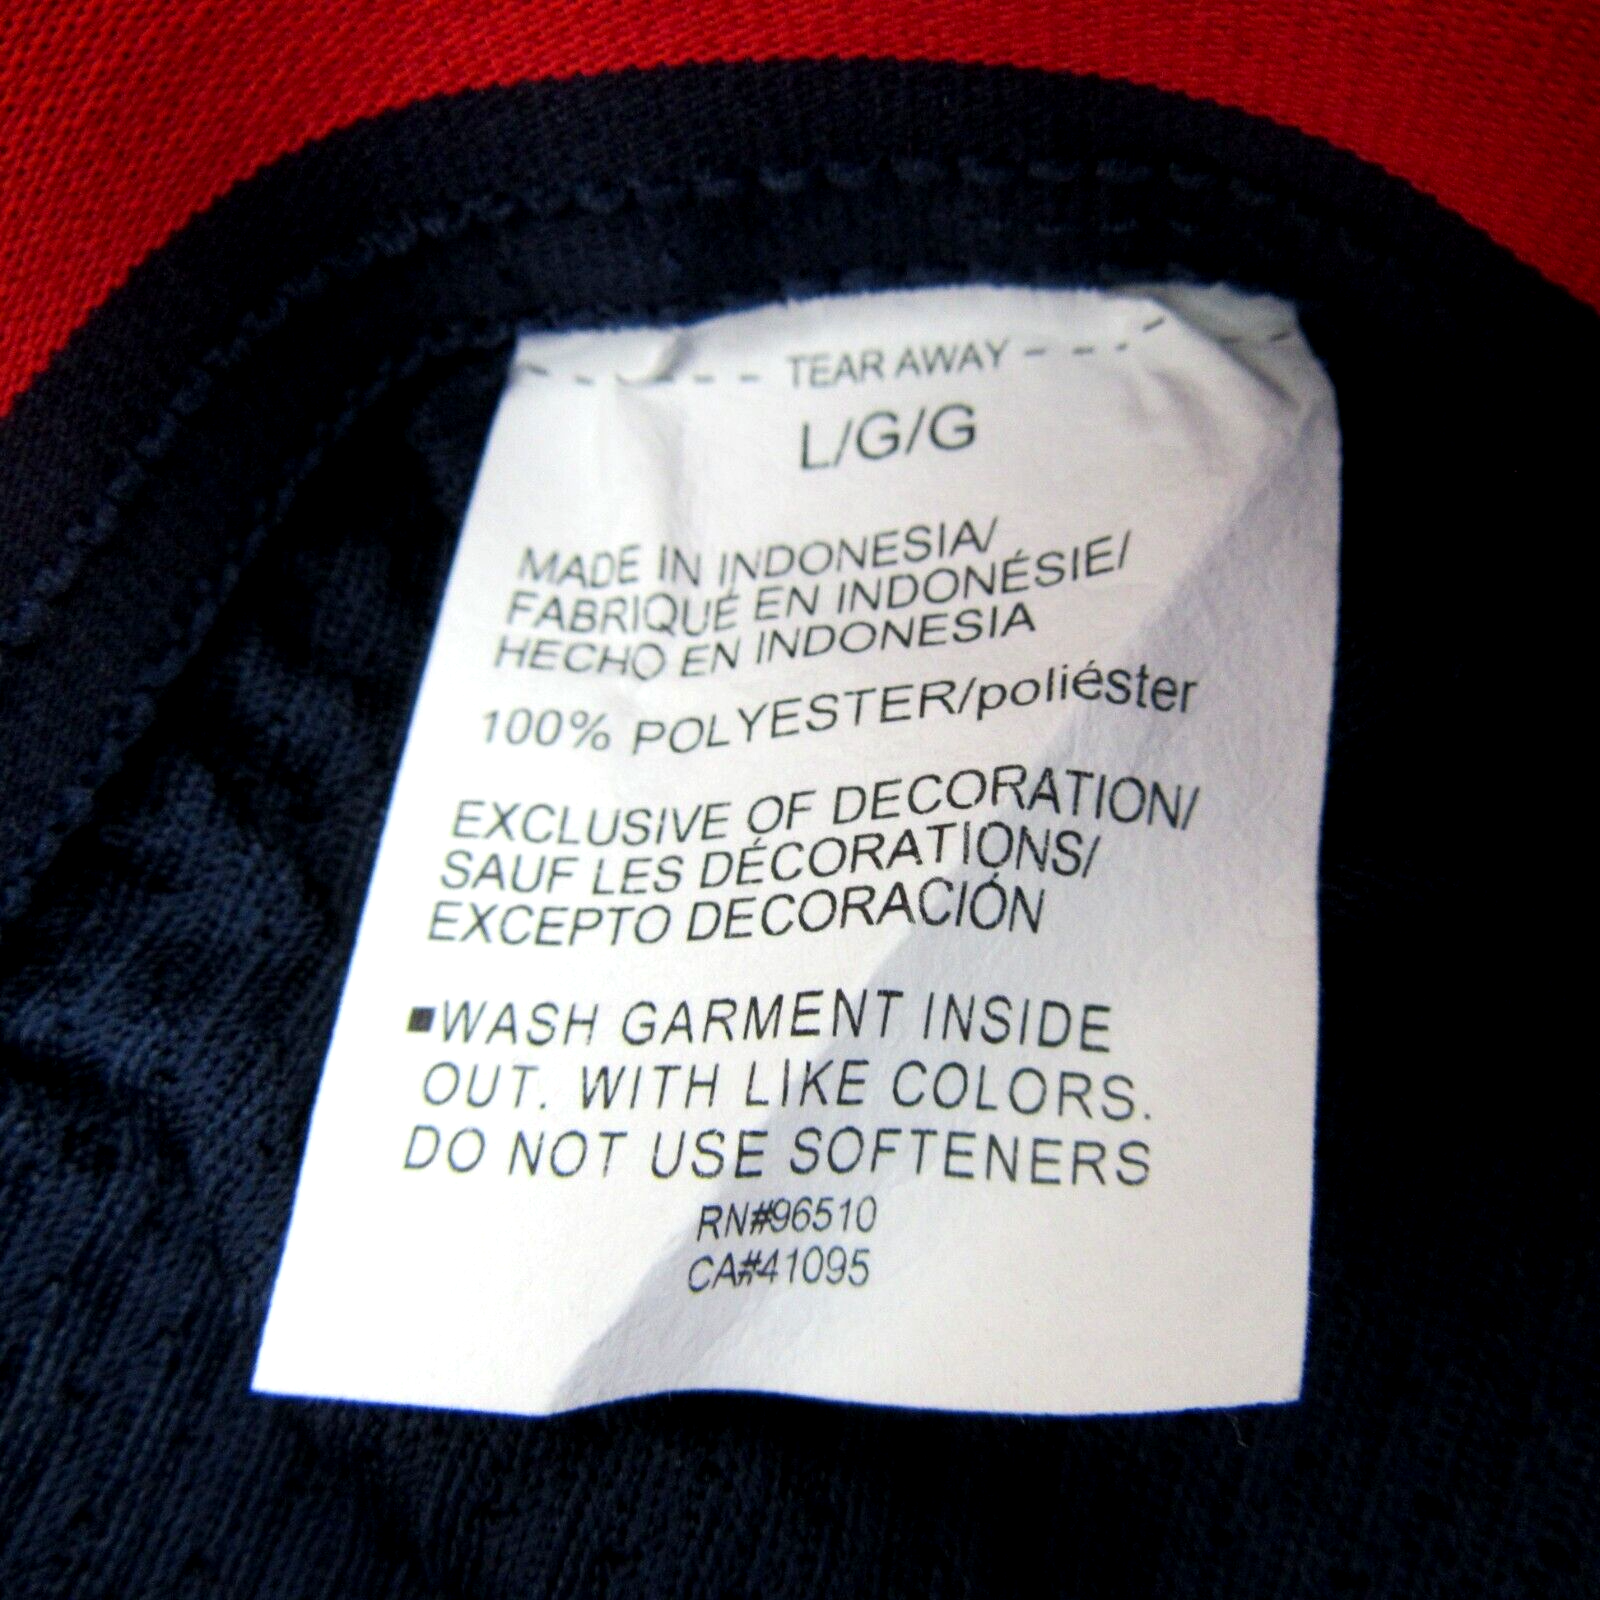 TEAR AWAY
L/G/G
MADE IN INDONESIA/
FABRIQUÉ EN INDONÉSIE/
HECHO EN INDONESIA
100% POLYESTER/poliéster
EXCLUSIVE OF DECORATION/
SAUF LES DÉCORATIONS/
EXCEPTO DECORACIÓN
■WASH GARMENT INSIDE
OUT. WITH LIKE COLORS.
DO NOT USE SOFTENERS
RN#96510
CA#41095